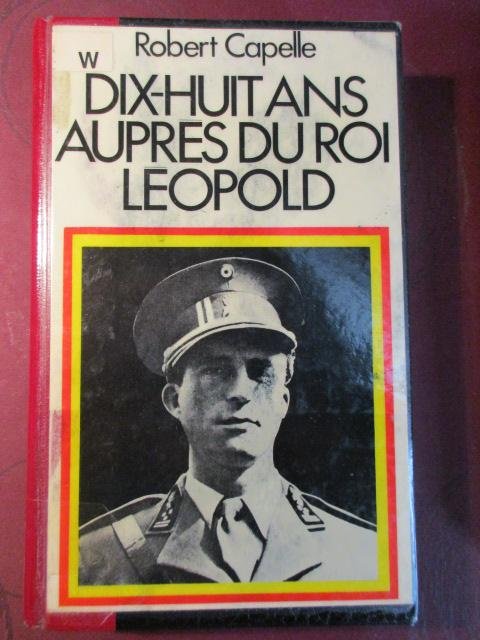 W
Robert Capelle
DIX-HUIT ANS
AUPRES DU ROI
LEOPOLD